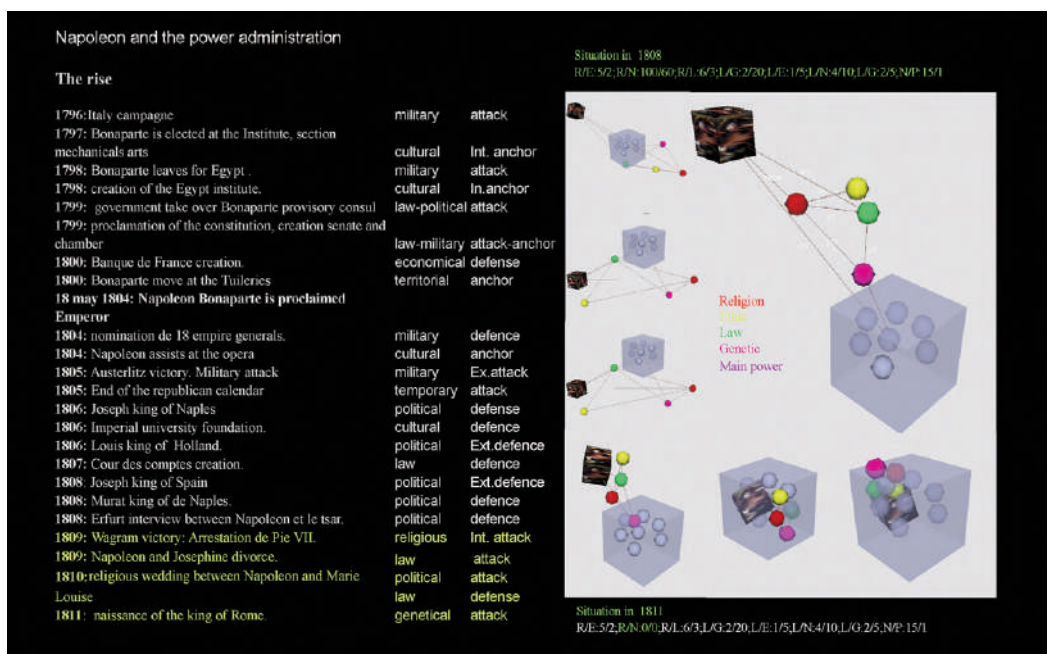 Napoleon and the power administration
The rise
1796:Italy campagne military attack
1797: Bonaparte is elected at the Institute, section
mechanicals arts cultural Int. anchor
1798: Bonaparte leaves for Egypt . military attack
1798: creation of the Egypt institute. cultural In.anchor
1799: government take over Bonaparte provisory consul law-political attack
1799: proclamation of the constitution, creation senate and
chamber law-military attack-anchor
1800: Banque de France creation. economical defense
1800: Bonaparte move at the Tuileries territorial anchor
18 may 1804: Napoleon Bonaparte is proclaimed
Emperor
1804: nomination de 18 empire generals. military defence
1804: Napoleon assists at the opera cultural anchor
1805: Austerlitz victory. Military attack military Ex.attack
1805: End of the republican calendar temporary attack
1806: Joseph king of Naples political defense
1806: Imperial university foundation. cultural defence
1806: Louis king of Holland. political Ext.defence
1807: Cour des comptes creation. law defence
1808: Joseph king of Spain political Ext.defence
1808: Murat king of de Naples. political defence
1808: Erfurt interview between Napoleon et le tsar. political defence
1809: Wagram victory: Arrestation de Pie VII. religious Int. attack
1809: Napoleon and Josephine divorce. law attack
1810:religious wedding between Napoleon and Marie political attack
Louise law defense
1811: naissance of the king of Rome. genetical attack
Situation in 1808
R/E:5/2;R/N:100/60;R/L:6/3;L/G:2/20;L/E:1/5;L/N:4/10;L/G:2/5;N/P:15/1
Religion
Law
Genetic
Main power
Situation in 1811
R/E:5/2;R/N:0/0;R/L:6/3;L/G:2/20;L/E:1/5;L/N:4/10;L/G:2/5,N/P:15/1